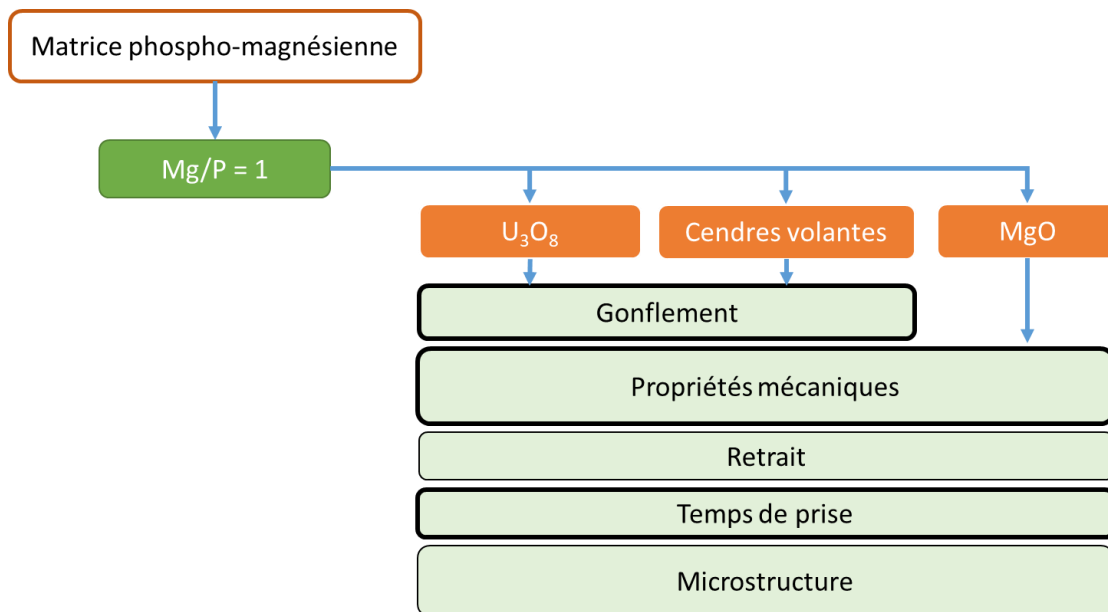 Matrice phospho-magnésienne
Mg/P = 1
U₃O₈
Cendres volantes
MgO
Gonflement
Propriétés mécaniques
Retrait
Temps de prise
Microstructure